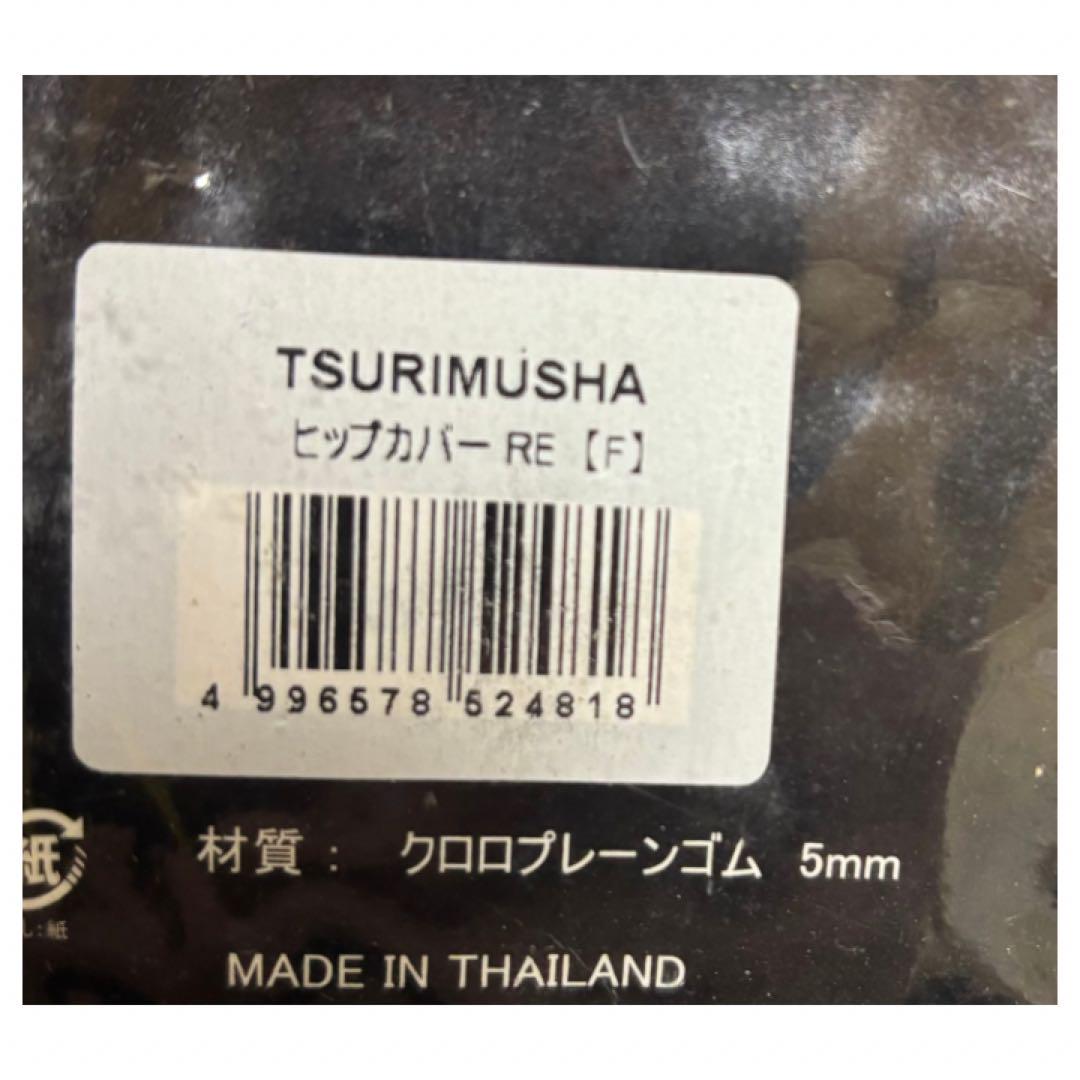 TSURIMUSHA
ヒップカバー RE 【F】
4 996578 524818
紙
:紙
材質： クロロプレーンゴム 5mm
MADE IN THAILAND